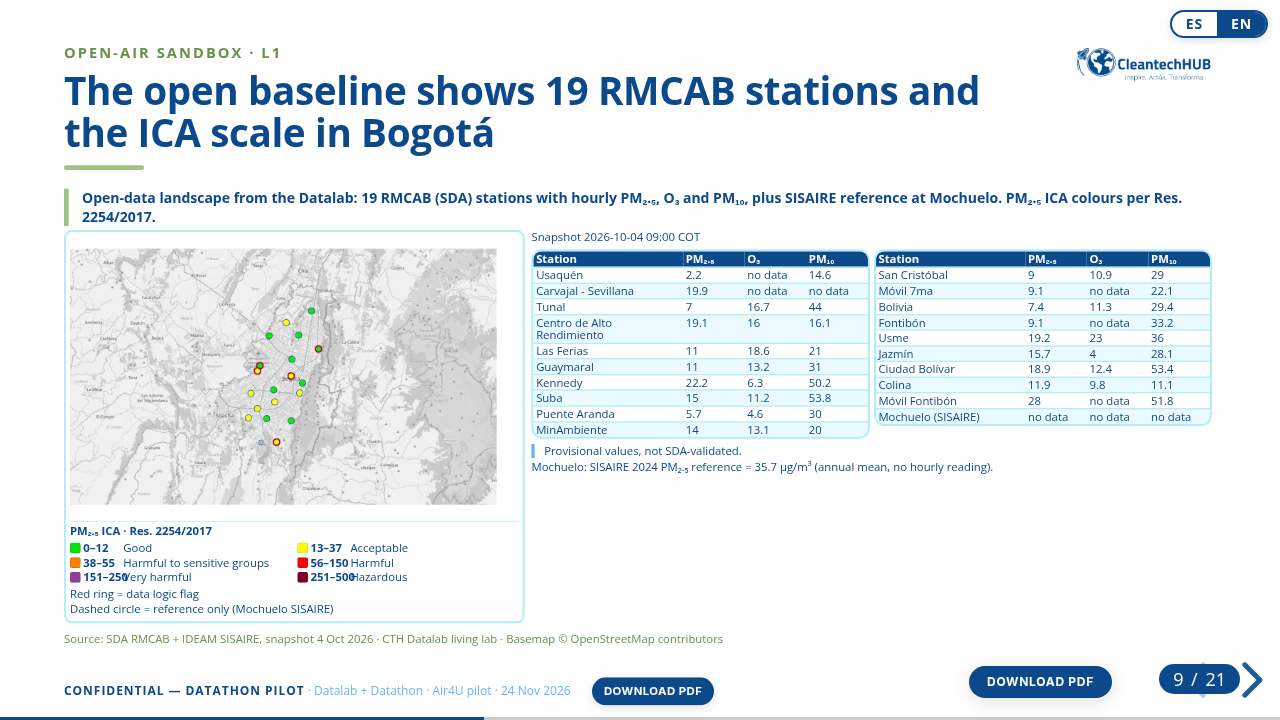 ES EN
OPEN-AIR SANDBOX · L1
CleantechHUB
Inspira. Actúa. Transforma.
The open baseline shows 19 RMCAB stations and
the ICA scale in Bogotá
Open-data landscape from the Datalab: 19 RMCAB (SDA) stations with hourly PM₂.₅, O₃ and PM₁₀, plus SISAIRE reference at Mochuelo. PM₂.₅ ICA colours per Res.
2254/2017.
Snapshot 2026-10-04 09:00 COT
Station PM₂.₅ O₃ PM₁₀
Usaquén 2.2 no data 14.6
Carvajal - Sevillana 19.9 no data no data
Tunal 7 16.7 44
Centro de Alto
Rendimiento 19.1 16 16.1
Las Ferias 11 18.6 21
Guaymaral 11 13.2 31
Kennedy 22.2 6.3 50.2
Suba 15 11.2 53.8
Puente Aranda 5.7 4.6 30
MinAmbiente 14 13.1 20
Station PM₂.₅ O₃ PM₁₀
San Cristóbal 9 10.9 29
Móvil 7ma 9.1 no data 22.1
Bolivia 7.4 11.3 29.4
Fontibón 9.1 no data 33.2
Usme 19.2 23 36
Jazmín 15.7 4 28.1
Ciudad Bolívar 18.9 12.4 53.4
Colina 11.9 9.8 11.1
Móvil Fontibón 28 no data 51.8
Mochuelo (SISAIRE) no data no data no data
Provisional values, not SDA-validated.
Mochuelo: SISAIRE 2024 PM₂.₅ reference = 35.7 µg/m³ (annual mean, no hourly reading).
Soacha
PM₂.₅ ICA · Res. 2254/2017
0–12 Good 13–37 Acceptable
38–55 Harmful to sensitive groups 56–150 Harmful
151–250 Very harmful 251–500 Hazardous
Red ring = data logic flag
Dashed circle = reference only (Mochuelo SISAIRE)
Source: SDA RMCAB + IDEAM SISAIRE, snapshot 4 Oct 2026 · CTH Datalab living lab · Basemap © OpenStreetMap contributors
CONFIDENTIAL — DATATHON PILOT · Datalab + Datathon · Air4U pilot · 24 Nov 2026
DOWNLOAD PDF
DOWNLOAD PDF
9 / 21